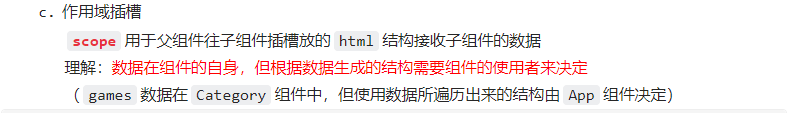 c. 作用域插槽
scope 用于父组件往子组件插槽放的 html 结构接收子组件的数据
理解：数据在组件的自身，但根据数据生成的结构需要组件的使用者来决定
（ games 数据在 Category 组件中，但使用数据所遍历出来的结构由 App 组件决定）